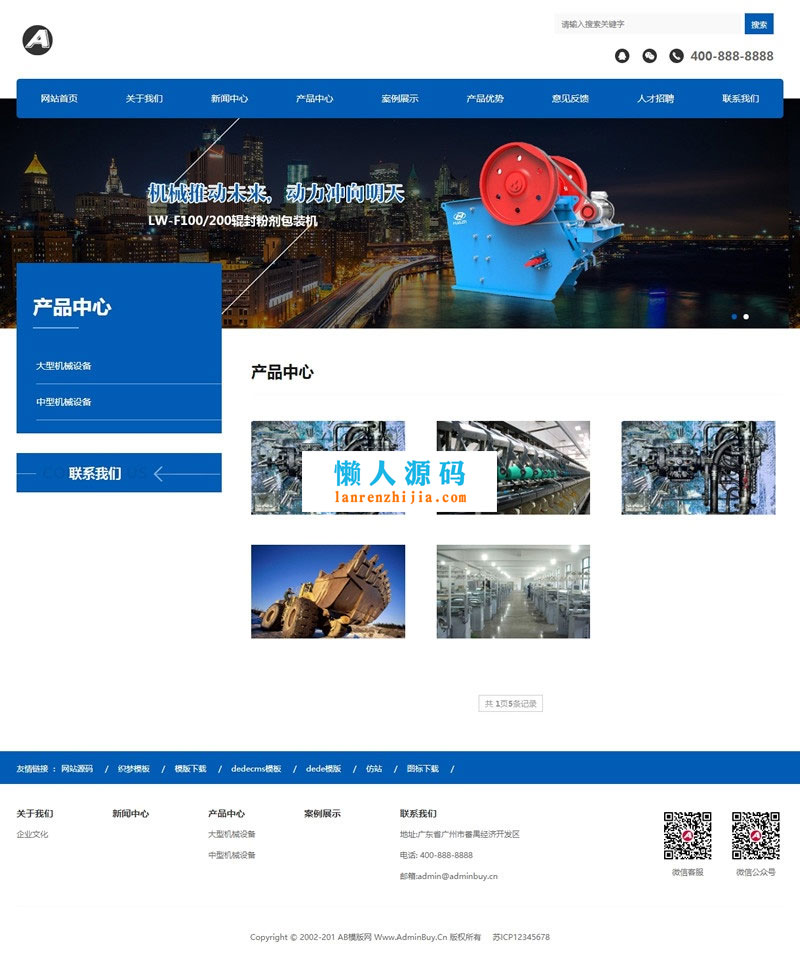 请输入搜索关键字
搜索
400-888-8888
网站首页 关于我们 新闻中心 产品中心 案例展示 产品优势 意见反馈 人才招聘 联系我们
机械推动未来，动力冲向明天
LW-F100/200辊封粉剂包装机
产品中心
大型机械设备
中型机械设备
联系我们
产品中心
懒人源码
lanrenzhijia.com
共 1页5条记录
友情链接 ： 网站源码 / 织梦模板 / 模版下载 / dedecms模板 / dede模版 / 仿站 / 图标下载 /
关于我们 新闻中心 产品中心 案例展示 联系我们
企业文化 大型机械设备 地址:广东省广州市番禺经济开发区
中型机械设备 电话: 400-888-8888
邮箱:admin@adminbuy.cn
微信客服 微信公众号
Copyright © 2002-201 AB模版网 Www.AdminBuy.Cn 版权所有 苏ICP12345678